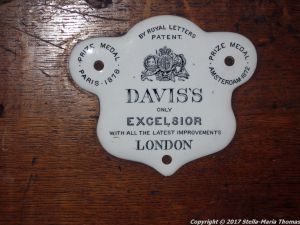 BY ROYAL LETTERS
PATENT.
PRIZE MEDAL
PARIS·1878
PRIZE MEDAL
AMSTERDAM·1872
DAVIS'S
ONLY
EXCELSIOR
WITH ALL THE LATEST IMPROVEMENTS
LONDON
Copyright © 2017 Stella-Maria Thomas